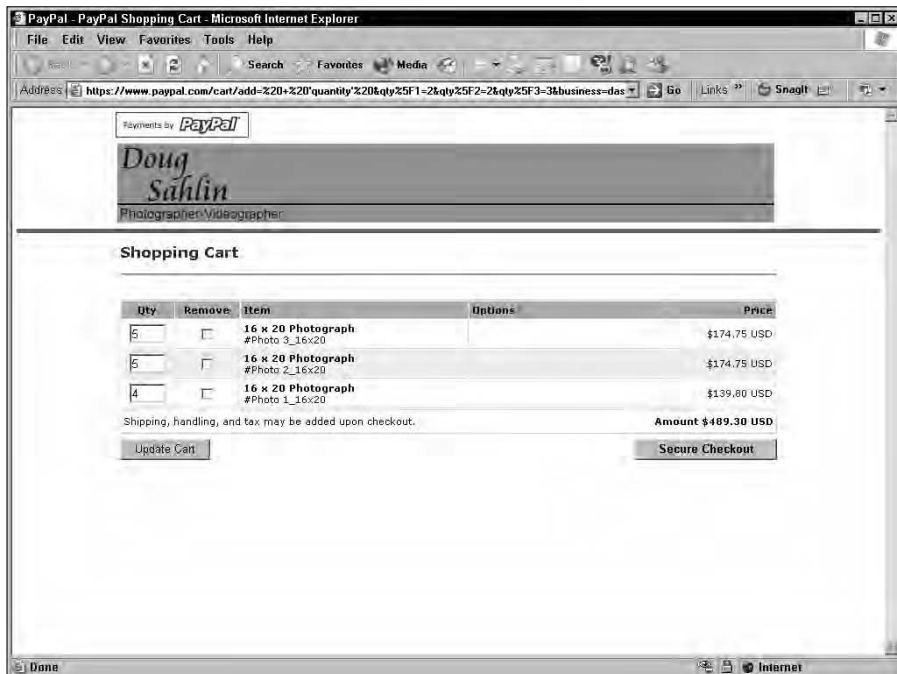 PayPal - PayPal Shopping Cart - Microsoft Internet Explorer
File Edit View Favorites Tools Help
Search Favorites Media
Address https://www.paypal.com/cart/add=%20+%20'quantity'%20&qty%5F1=2&qty%5F2=2&qty%5F3=3&business=das Go Links » SnagIt
Payments by PayPal
Doug
Sahlin
Photographer-Videographer
Shopping Cart
Qty Remove Item Options Price
5 16 x 20 Photograph $174.75 USD
#Photo 3_16x20
5 16 x 20 Photograph $174.75 USD
#Photo 2_16x20
4 16 x 20 Photograph $139.80 USD
#Photo 1_16x20
Shipping, handling, and tax may be added upon checkout. Amount $489.30 USD
Update Cart Secure Checkout
Done Internet